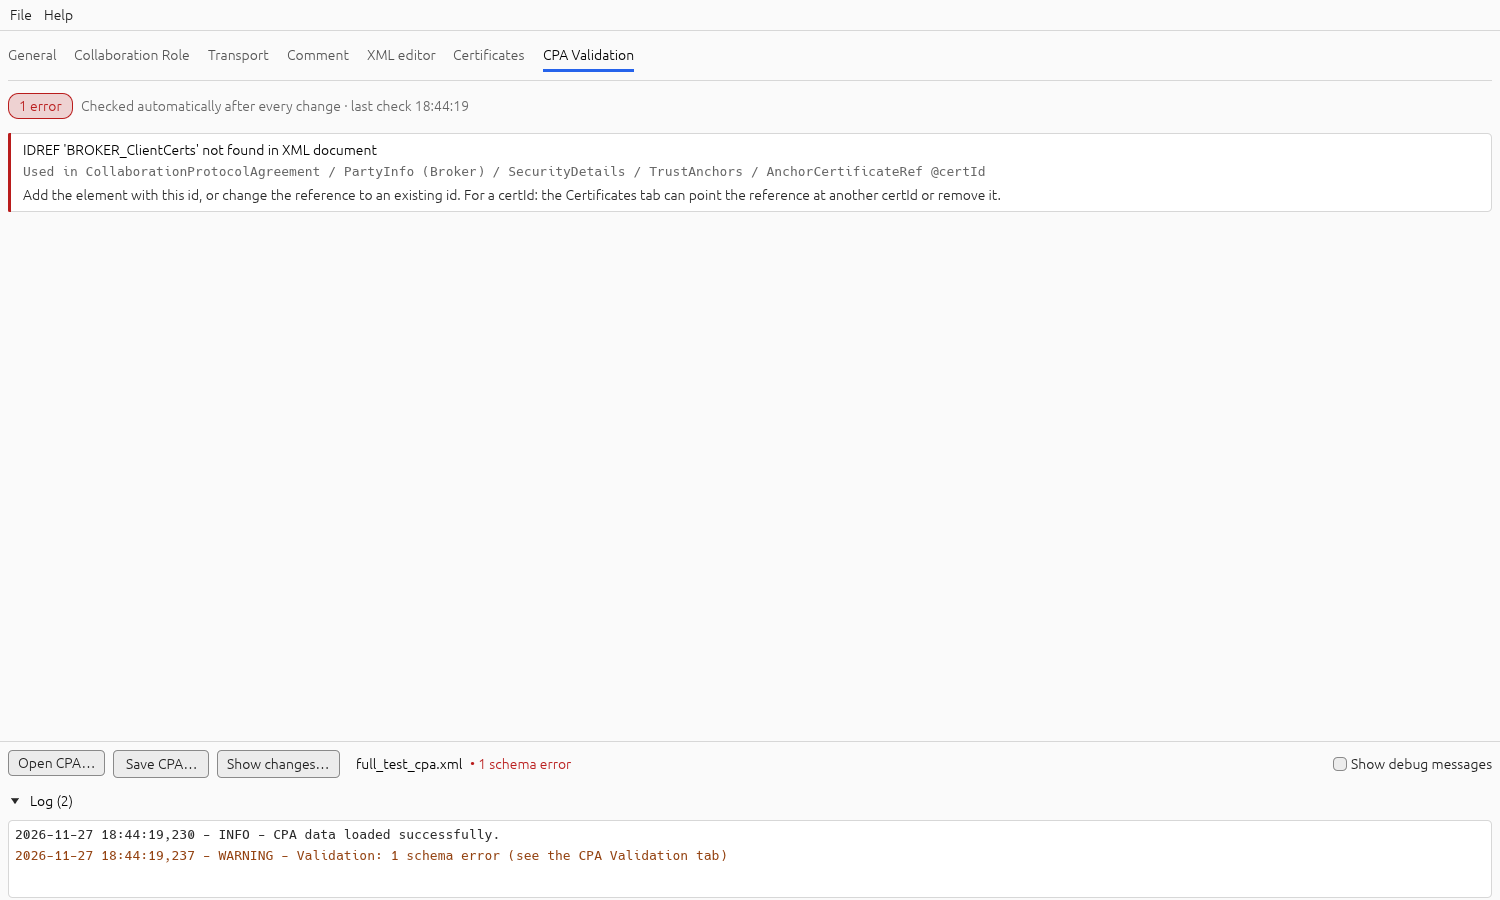 File Help
General Collaboration Role Transport Comment XML editor Certificates CPA Validation
1 error Checked automatically after every change · last check 18:44:19
IDREF 'BROKER_ClientCerts' not found in XML document
Used in CollaborationProtocolAgreement / PartyInfo (Broker) / SecurityDetails / TrustAnchors / AnchorCertificateRef @certId
Add the element with this id, or change the reference to an existing id. For a certId: the Certificates tab can point the reference at another certId or remove it.
Open CPA... Save CPA... Show changes... full_test_cpa.xml • 1 schema error Show debug messages
Log (2)
2026-11-27 18:44:19,230 - INFO - CPA data loaded successfully.
2026-11-27 18:44:19,237 - WARNING - Validation: 1 schema error (see the CPA Validation tab)